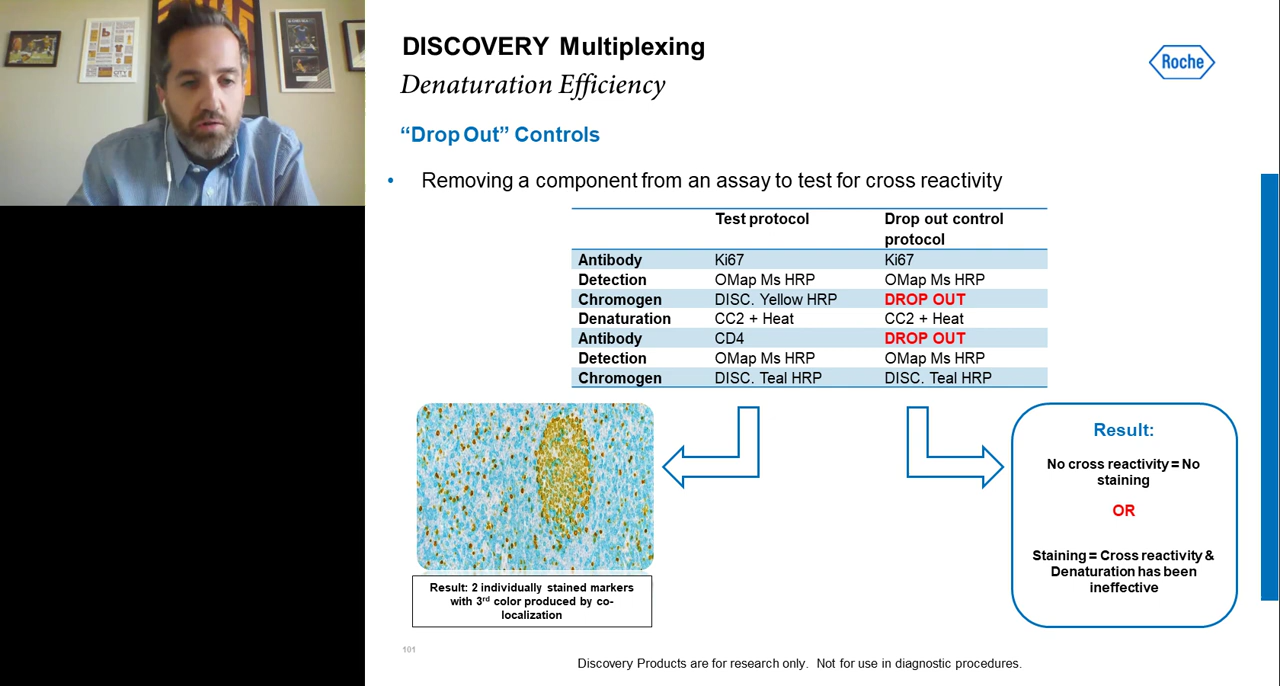 DISCOVERY Multiplexing
Denaturation Efficiency
Roche
“Drop Out” Controls
• Removing a component from an assay to test for cross reactivity
Test protocol Drop out control
protocol
Antibody Ki67 Ki67
Detection OMap Ms HRP OMap Ms HRP
Chromogen DISC. Yellow HRP DROP OUT
Denaturation CC2 + Heat CC2 + Heat
Antibody CD4 DROP OUT
Detection OMap Ms HRP OMap Ms HRP
Chromogen DISC. Teal HRP DISC. Teal HRP
Result: 2 individually stained markers
with 3rd color produced by co-
localization
Result:
No cross reactivity = No
staining
OR
Staining = Cross reactivity &
Denaturation has been
ineffective
101
Discovery Products are for research only. Not for use in diagnostic procedures.